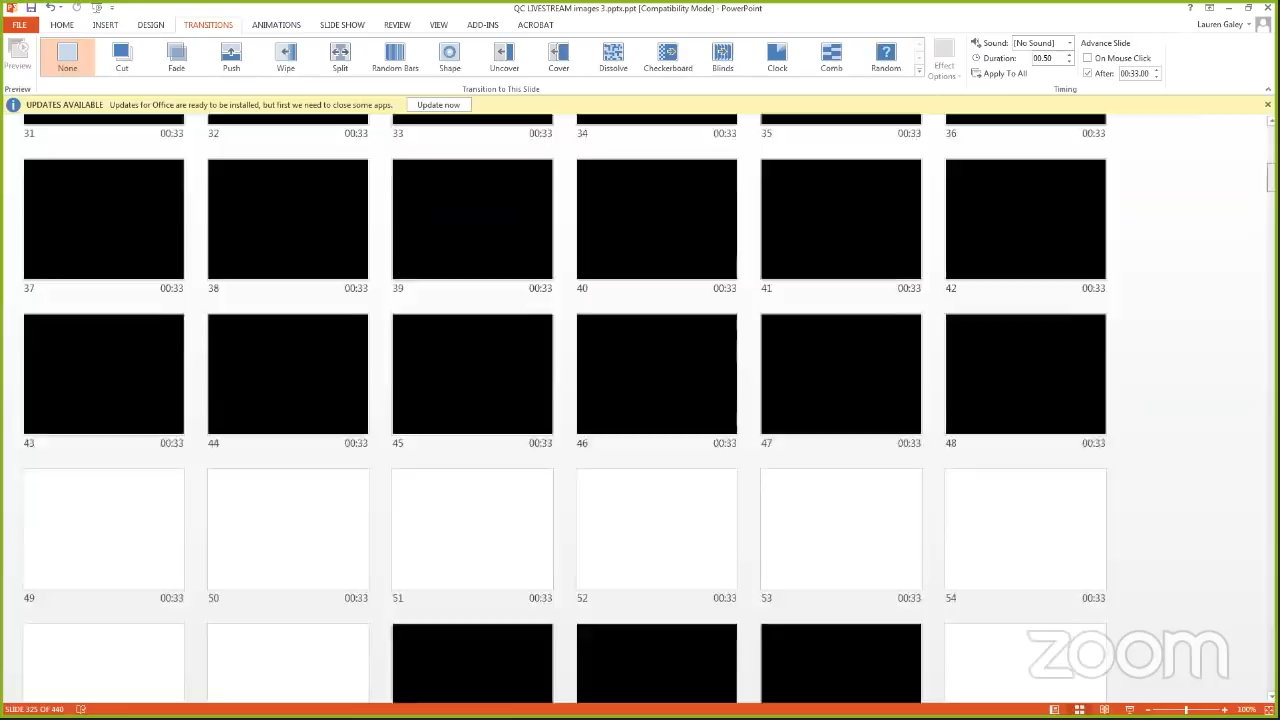 QC LIVESTREAM images 3.pptx.ppt [Compatibility Mode] - PowerPoint
FILE HOME INSERT DESIGN TRANSITIONS ANIMATIONS SLIDE SHOW REVIEW VIEW ADD-INS ACROBAT Lauren Galey
Preview None Cut Fade Push Wipe Split Random Bars Shape Uncover Cover Dissolve Checkerboard Blinds Clock Comb Random Effect Options
Sound: [No Sound] Advance Slide
Duration: 00.50 On Mouse Click
Apply To All After: 00:33.00
Preview Transition to This Slide Timing
UPDATES AVAILABLE Updates for Office are ready to be installed, but first we need to close some apps. Update now
31 00:33 32 00:33 33 00:33 34 00:33 35 00:33 36 00:33
37 00:33 38 00:33 39 00:33 40 00:33 41 00:33 42 00:33
43 00:33 44 00:33 45 00:33 46 00:33 47 00:33 48 00:33
49 00:33 50 00:33 51 00:33 52 00:33 53 00:33 54 00:33
zoom
SLIDE 325 OF 440 100%